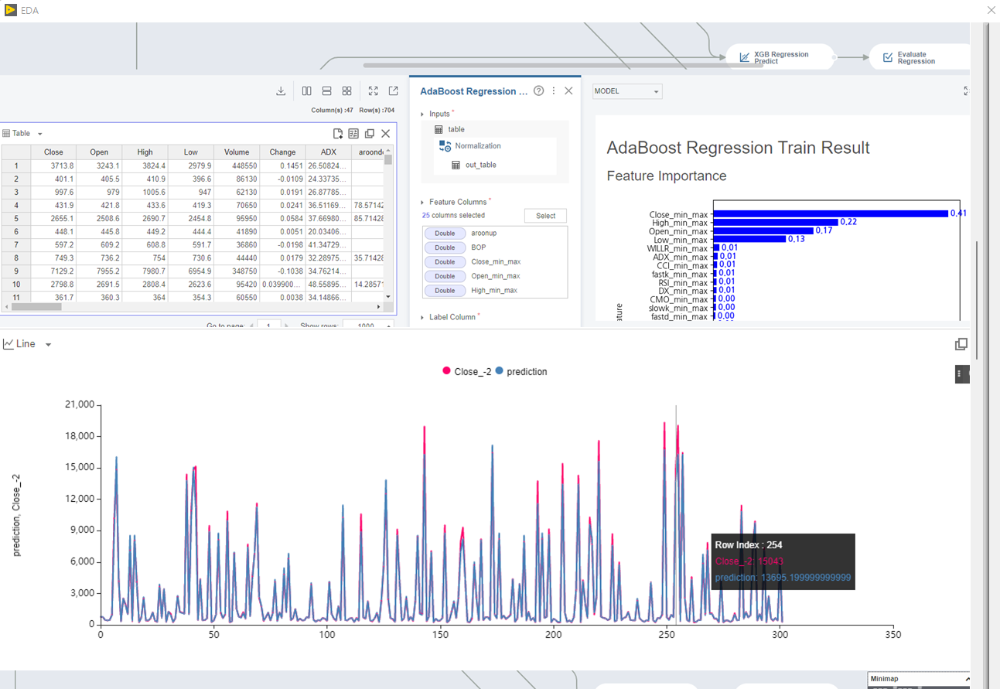 EDA
XGB Regression
Predict
Evaluate
Regression
Column(s) :47 Row(s) :704
Table
Close Open High Low Volume Change ADX aroond
1 3713.8 3243.1 3824.4 2979.9 448550 0.1451 26.50824...
2 401.1 405.5 410.9 396.6 86130 -0.0109 24.37735...
3 997.6 979 1005.6 947 62130 0.0191 26.87785...
4 431.9 421.8 433.6 419.3 70650 0.0241 36.51169... 78.57142
5 2655.1 2508.6 2690.7 2454.8 95950 0.0584 37.66980... 85.71428
6 448.1 445.8 449.2 444.4 41890 0.0051 20.03406...
7 597.2 609.2 608.8 591.7 36860 -0.0198 41.34729...
8 749.3 736.2 754 730.6 44440 0.0179 32.28975... 35.71428
9 7129.2 7955.2 7980.7 6954.9 348750 -0.1038 34.76214...
10 2798.8 2691.5 2808.4 2623.6 95420 0.039900... 48.55895... 14.28571
11 361.7 360.3 364 354.3 60550 0.0038 34.14866...
Go to page: 1 Show rows: 1000
AdaBoost Regression ...
Inputs *
table
Normalization
out_table
Feature Columns *
25 columns selected
Select
Double aroonup
Double BOP
Double Close_min_max
Double Open_min_max
Double High_min_max
Label Column *
MODEL
AdaBoost Regression Train Result
Feature Importance
Close_min_max 0,41
High_min_max 0,22
Open_min_max 0,17
Low_min_max 0,13
WILLR_min_max 0,01
ADX_min_max 0,01
CCI_min_max 0,01
fastk_min_max 0,01
RSI_min_max 0,01
DX_min_max 0,01
CMO_min_max 0,00
slowk_min_max 0,00
fastd_min_max 0,00
ature
Line
Close_-2 prediction
prediction, Close_-2
21,000
18,000
15,000
12,000
9,000
6,000
3,000
0
0 50 100 150 200 250 300 350
Row Index : 254
Close_-2: 15043
prediction: 13695.199999999999
Minimap